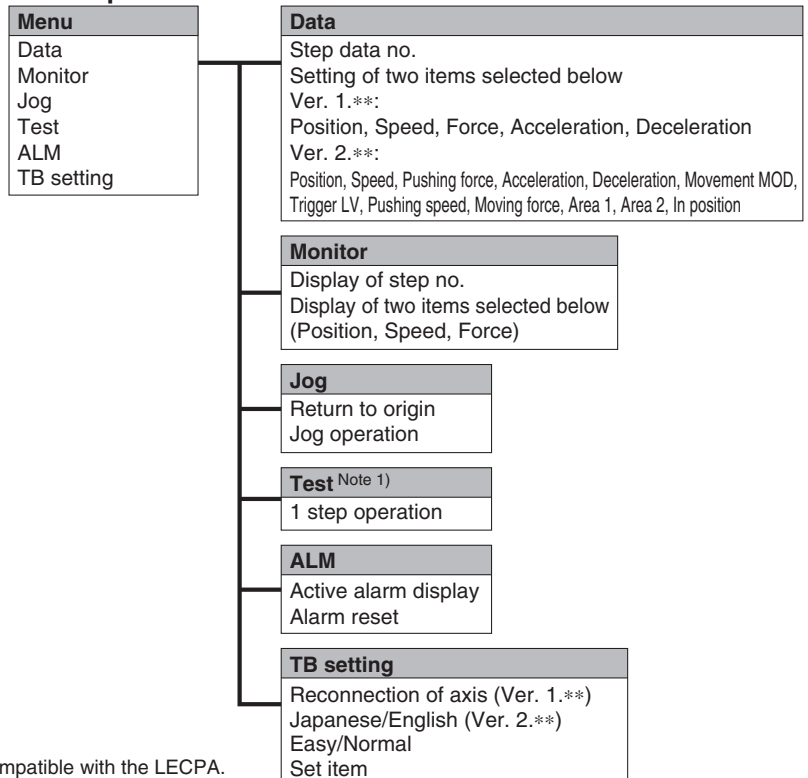 Menu
Data
Monitor
Jog
Test
ALM
TB setting
Data
Step data no.
Setting of two items selected below
Ver. 1.∗∗:
Position, Speed, Force, Acceleration, Deceleration
Ver. 2.∗∗:
Position, Speed, Pushing force, Acceleration, Deceleration, Movement MOD,
Trigger LV, Pushing speed, Moving force, Area 1, Area 2, In position
Monitor
Display of step no.
Display of two items selected below
(Position, Speed, Force)
Jog
Return to origin
Jog operation
Test Note 1)
1 step operation
ALM
Active alarm display
Alarm reset
TB setting
Reconnection of axis (Ver. 1.∗∗)
Japanese/English (Ver. 2.∗∗)
Easy/Normal
Set item
with the LECPA.